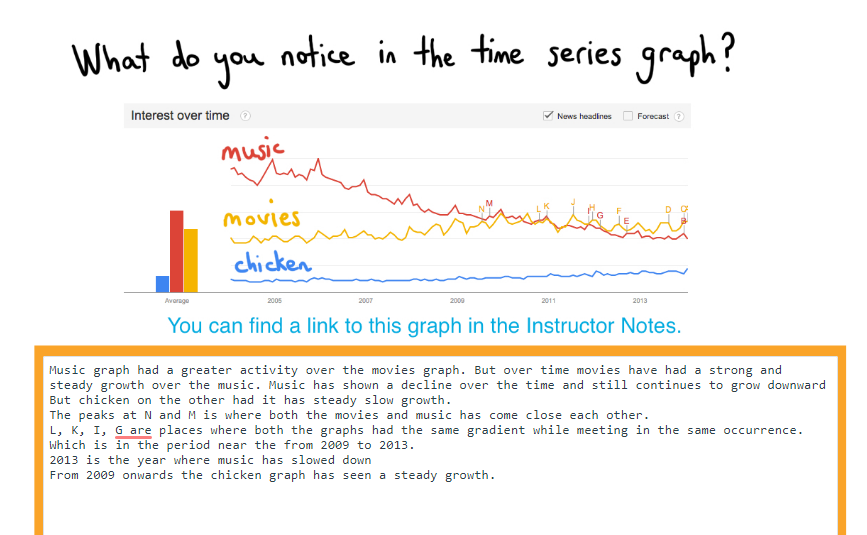 What do you notice in the time series graph?
Interest over time ?
News headlines
Forecast ?
music
movies
chicken
N M L K J I H G F E D C B
Average 2005 2007 2009 2011 2013
You can find a link to this graph in the Instructor Notes.
Music graph had a greater activity over the movies graph. But over time movies have had a strong and
steady growth over the music. Music has shown a decline over the time and still continues to grow downward
But chicken on the other had it has steady slow growth.
The peaks at N and M is where both the movies and music has come close each other.
L, K, I, G are places where both the graphs had the same gradient while meeting in the same occurrence.
Which is in the period near the from 2009 to 2013.
2013 is the year where music has slowed down
From 2009 onwards the chicken graph has seen a steady growth.